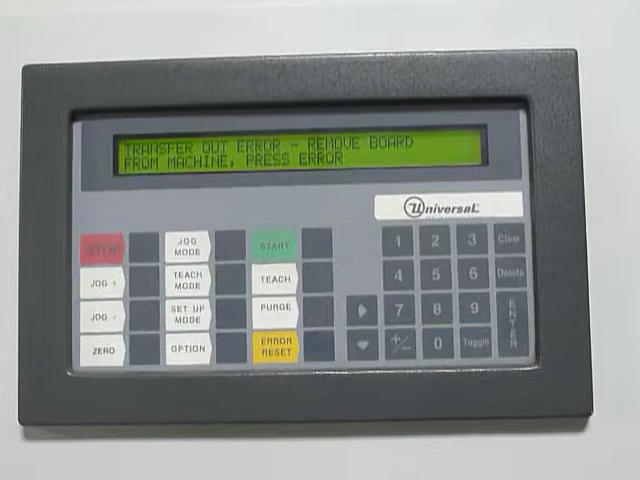 TRANSFER OUT ERROR - REMOVE BOARD
FROM MACHINE, PRESS ERROR
Universal
STOP
JOG MODE
START
1 2 3 Clear
JOG +
TEACH MODE
TEACH
4 5 6 Delete
JOG -
SET UP MODE
PURGE
7 8 9
ENTER
ZERO
OPTION
ERROR RESET
+/- 0 Toggle